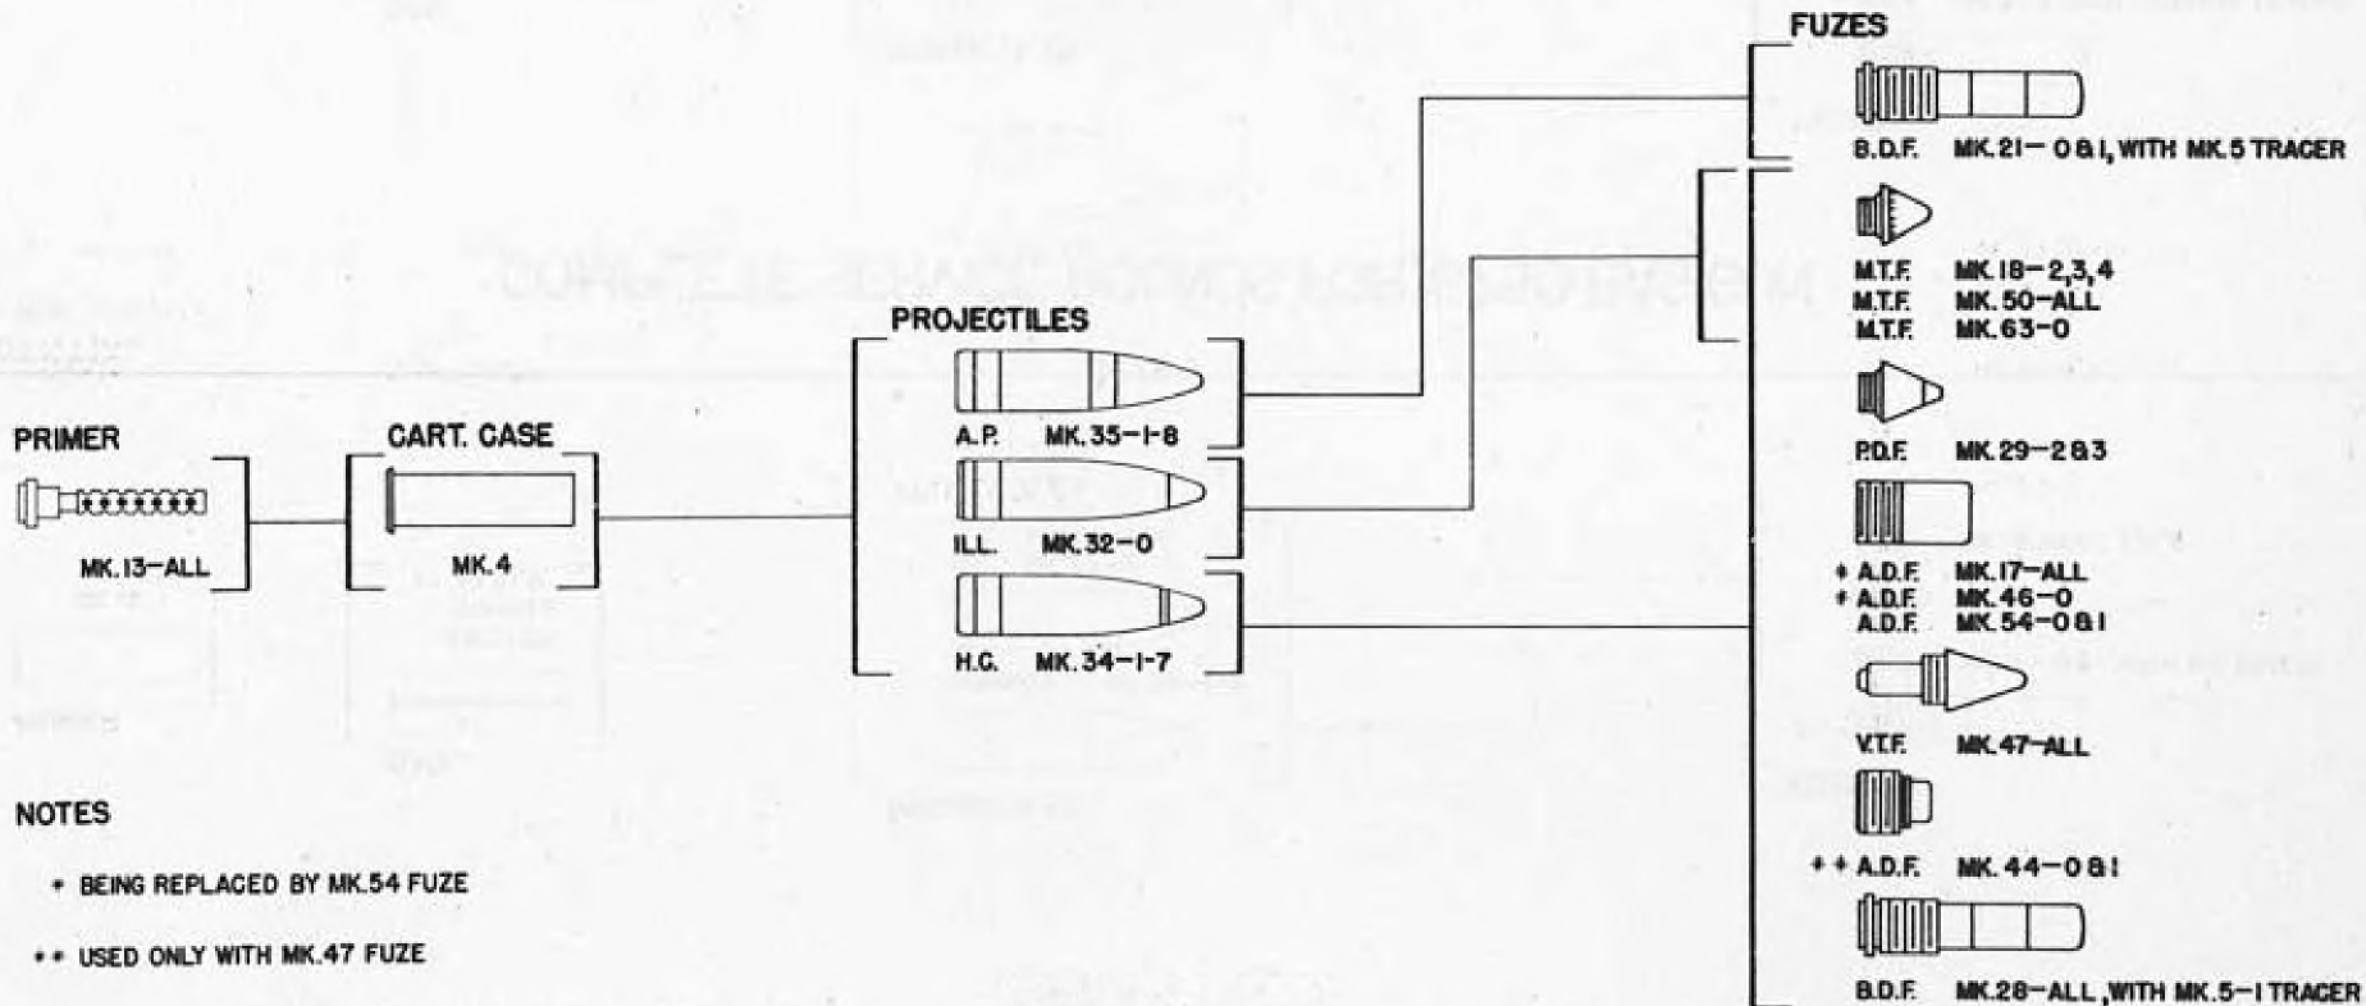 FUZES
B.D.F. MK.21-0&1, WITH MK.5 TRACER
M.T.F. MK.18-2,3,4
M.T.F. MK.50-ALL
M.T.F. MK.63-0
P.D.F. MK.29-2&3
* A.D.F. MK.17-ALL
* A.D.F. MK.46-0
A.D.F. MK.54-0&1
V.T.F. MK.47-ALL
** A.D.F. MK.44-0&1
B.D.F. MK.28-ALL, WITH MK.5-1 TRACER
PROJECTILES
A.P. MK.35-1-8
ILL. MK.32-0
H.C. MK.34-1-7
CART. CASE
MK.4
PRIMER
MK.13-ALL
NOTES
* BEING REPLACED BY MK.54 FUZE
** USED ONLY WITH MK.47 FUZE